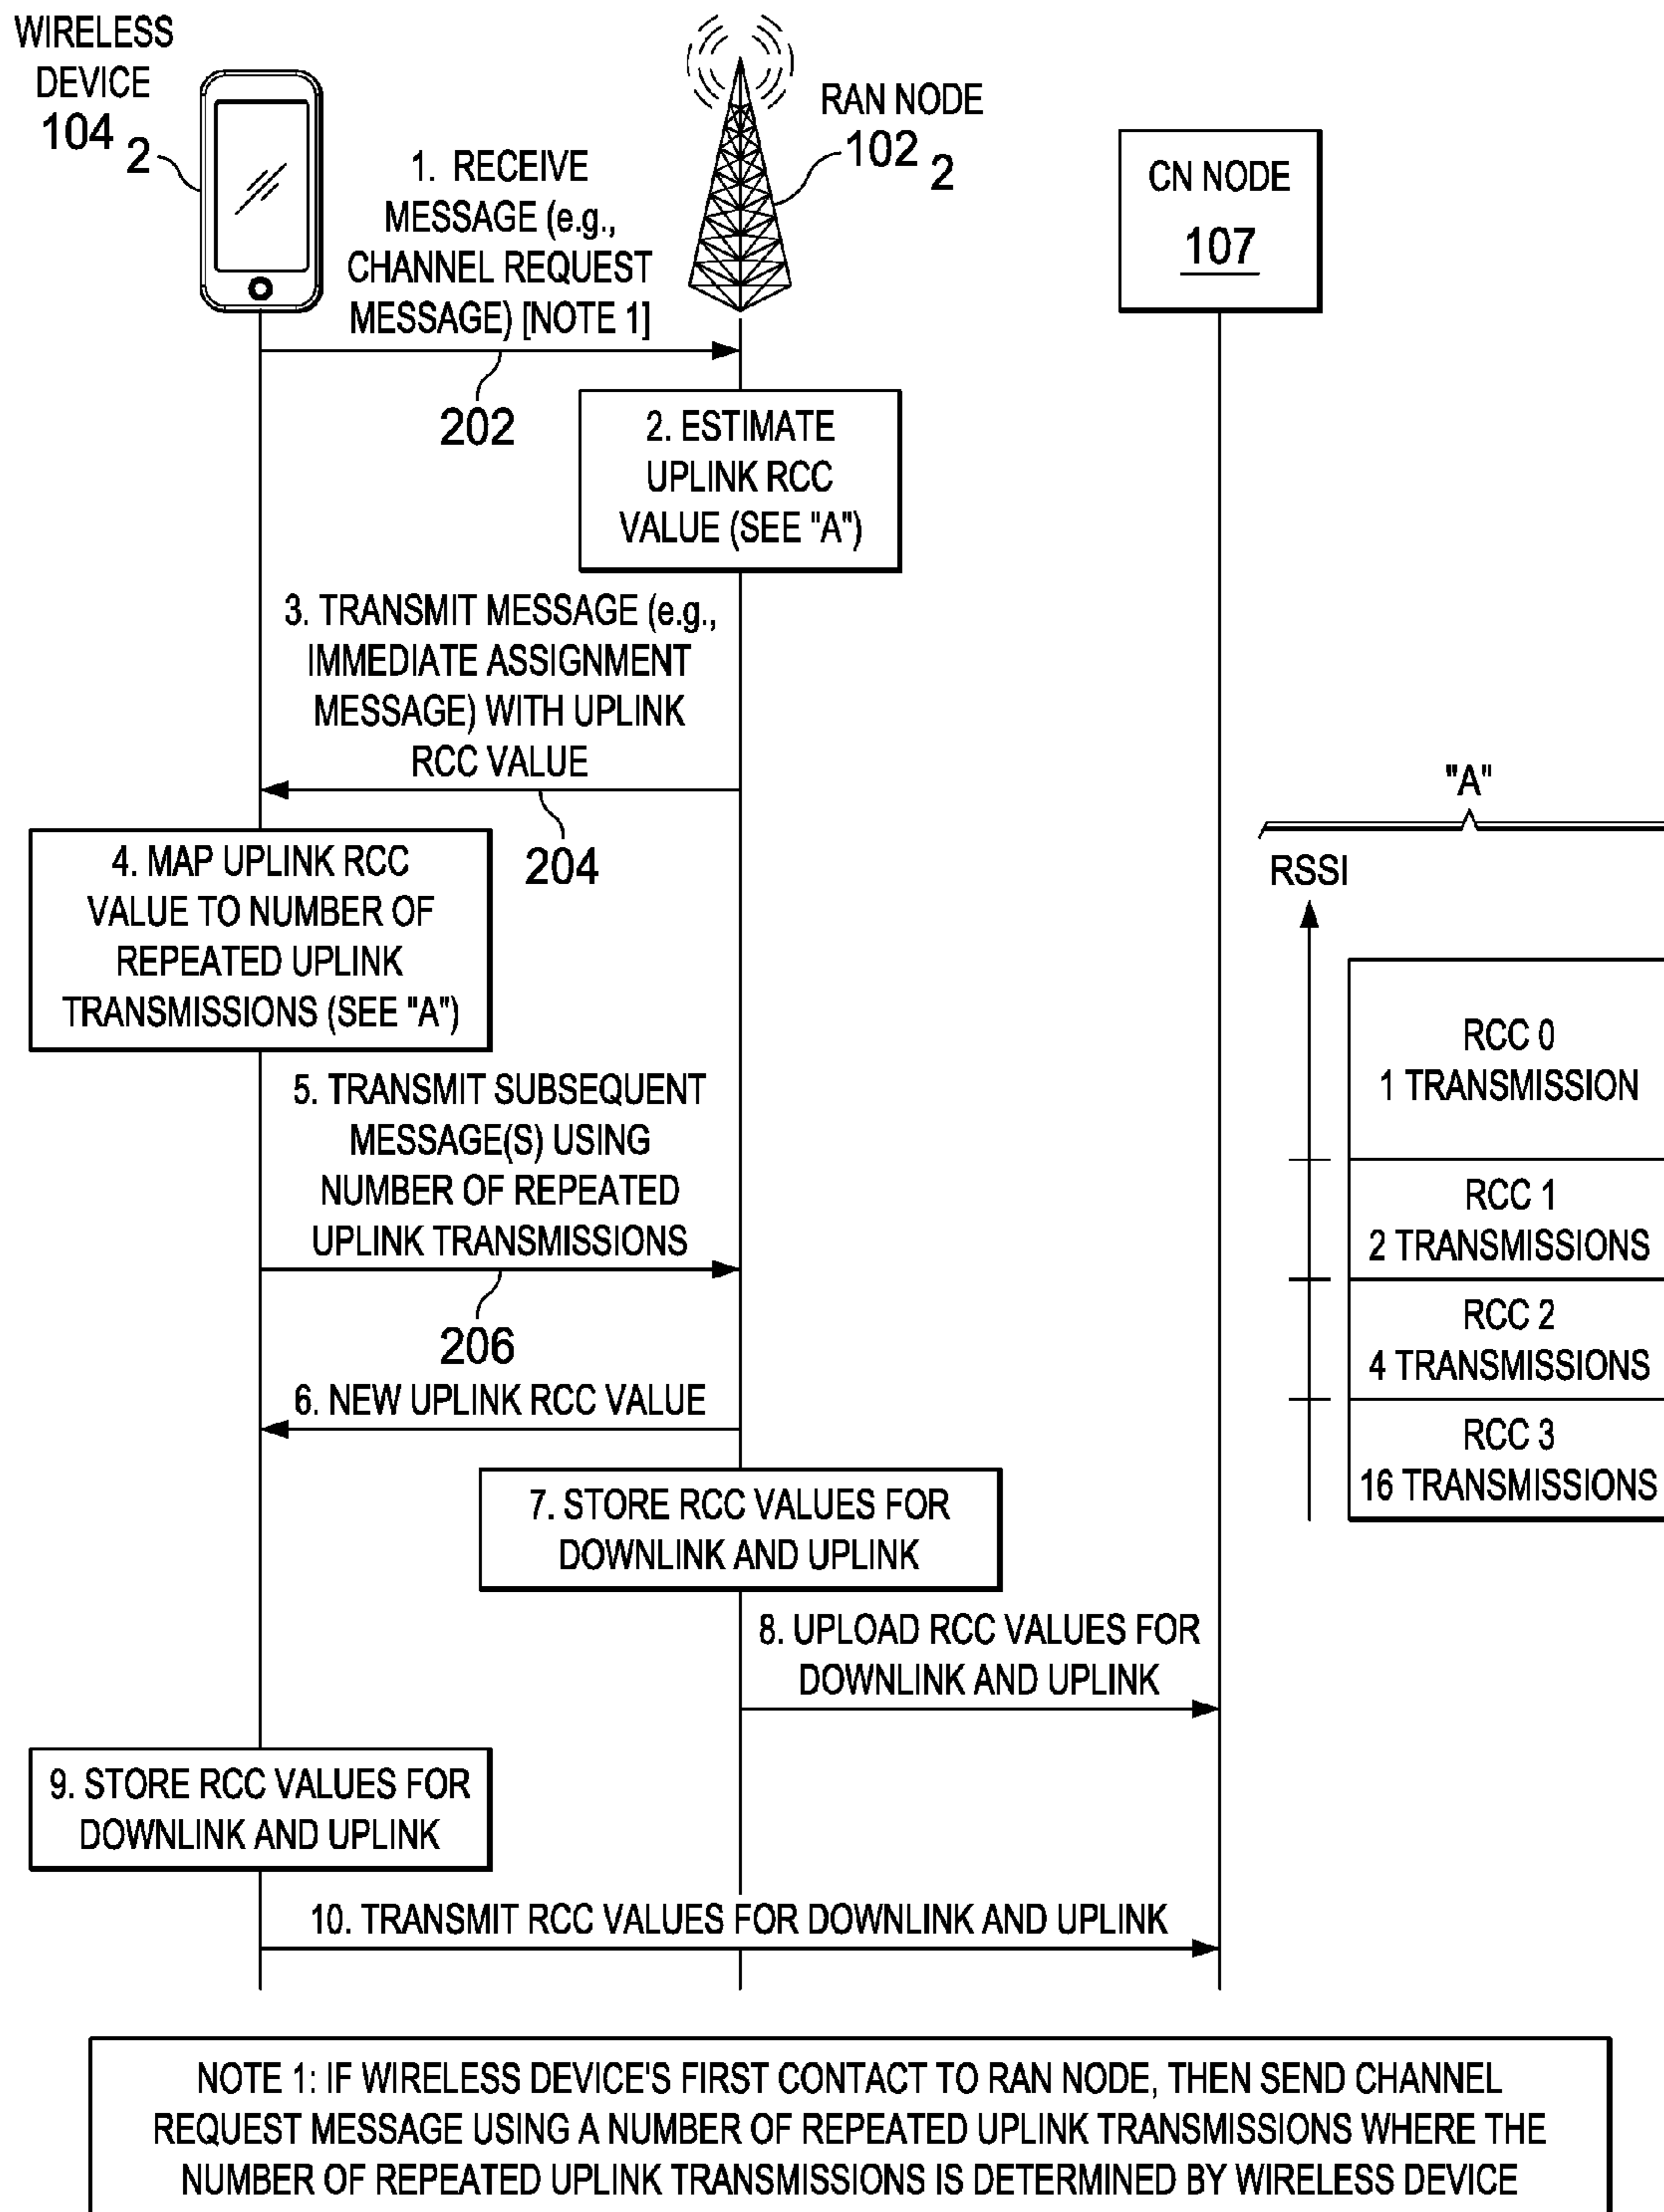 WIRELESS
DEVICE
104 2
RAN NODE
102 2
CN NODE
107
1. RECEIVE
MESSAGE (e.g.,
CHANNEL REQUEST
MESSAGE) [NOTE 1]
202
2. ESTIMATE
UPLINK RCC
VALUE (SEE "A")
3. TRANSMIT MESSAGE (e.g.,
IMMEDIATE ASSIGNMENT
MESSAGE) WITH UPLINK
RCC VALUE
204
4. MAP UPLINK RCC
VALUE TO NUMBER OF
REPEATED UPLINK
TRANSMISSIONS (SEE "A")
5. TRANSMIT SUBSEQUENT
MESSAGE(S) USING
NUMBER OF REPEATED
UPLINK TRANSMISSIONS
206
6. NEW UPLINK RCC VALUE
7. STORE RCC VALUES FOR
DOWNLINK AND UPLINK
8. UPLOAD RCC VALUES FOR
DOWNLINK AND UPLINK
9. STORE RCC VALUES FOR
DOWNLINK AND UPLINK
10. TRANSMIT RCC VALUES FOR DOWNLINK AND UPLINK
"A"
RSSI
RCC 0
1 TRANSMISSION
RCC 1
2 TRANSMISSIONS
RCC 2
4 TRANSMISSIONS
RCC 3
16 TRANSMISSIONS
NOTE 1: IF WIRELESS DEVICE'S FIRST CONTACT TO RAN NODE, THEN SEND CHANNEL
REQUEST MESSAGE USING A NUMBER OF REPEATED UPLINK TRANSMISSIONS WHERE THE
NUMBER OF REPEATED UPLINK TRANSMISSIONS IS DETERMINED BY WIRELESS DEVICE